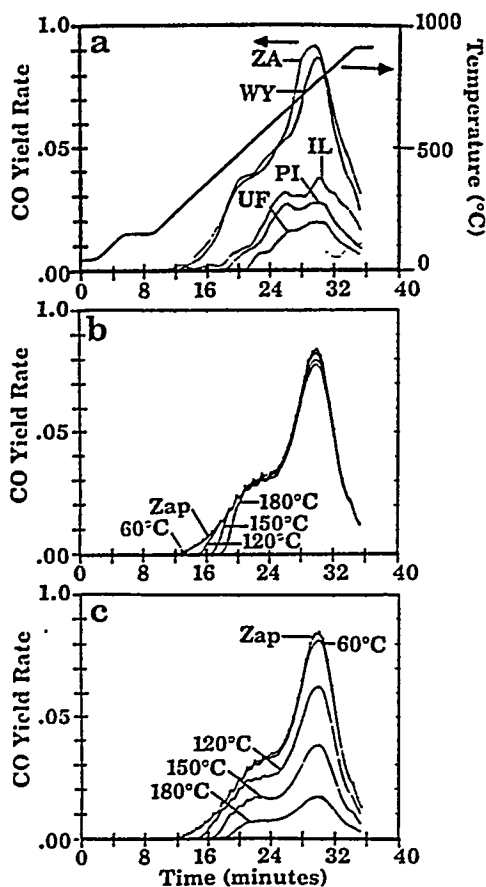 a
1.0
.05
.00
CO Yield Rate
1000
500
0
Temperature (°C)
ZA
WY
IL
PI
UF
0 8 16 24 32 40
b
1.0
.05
.00
CO Yield Rate
Zap
60°C
180°C
150°C
120°C
0 8 16 24 32 40
c
.05
.00
CO Yield Rate
Zap
60°C
120°C
150°C
180°C
0 8 16 24 32 40
Time (minutes)